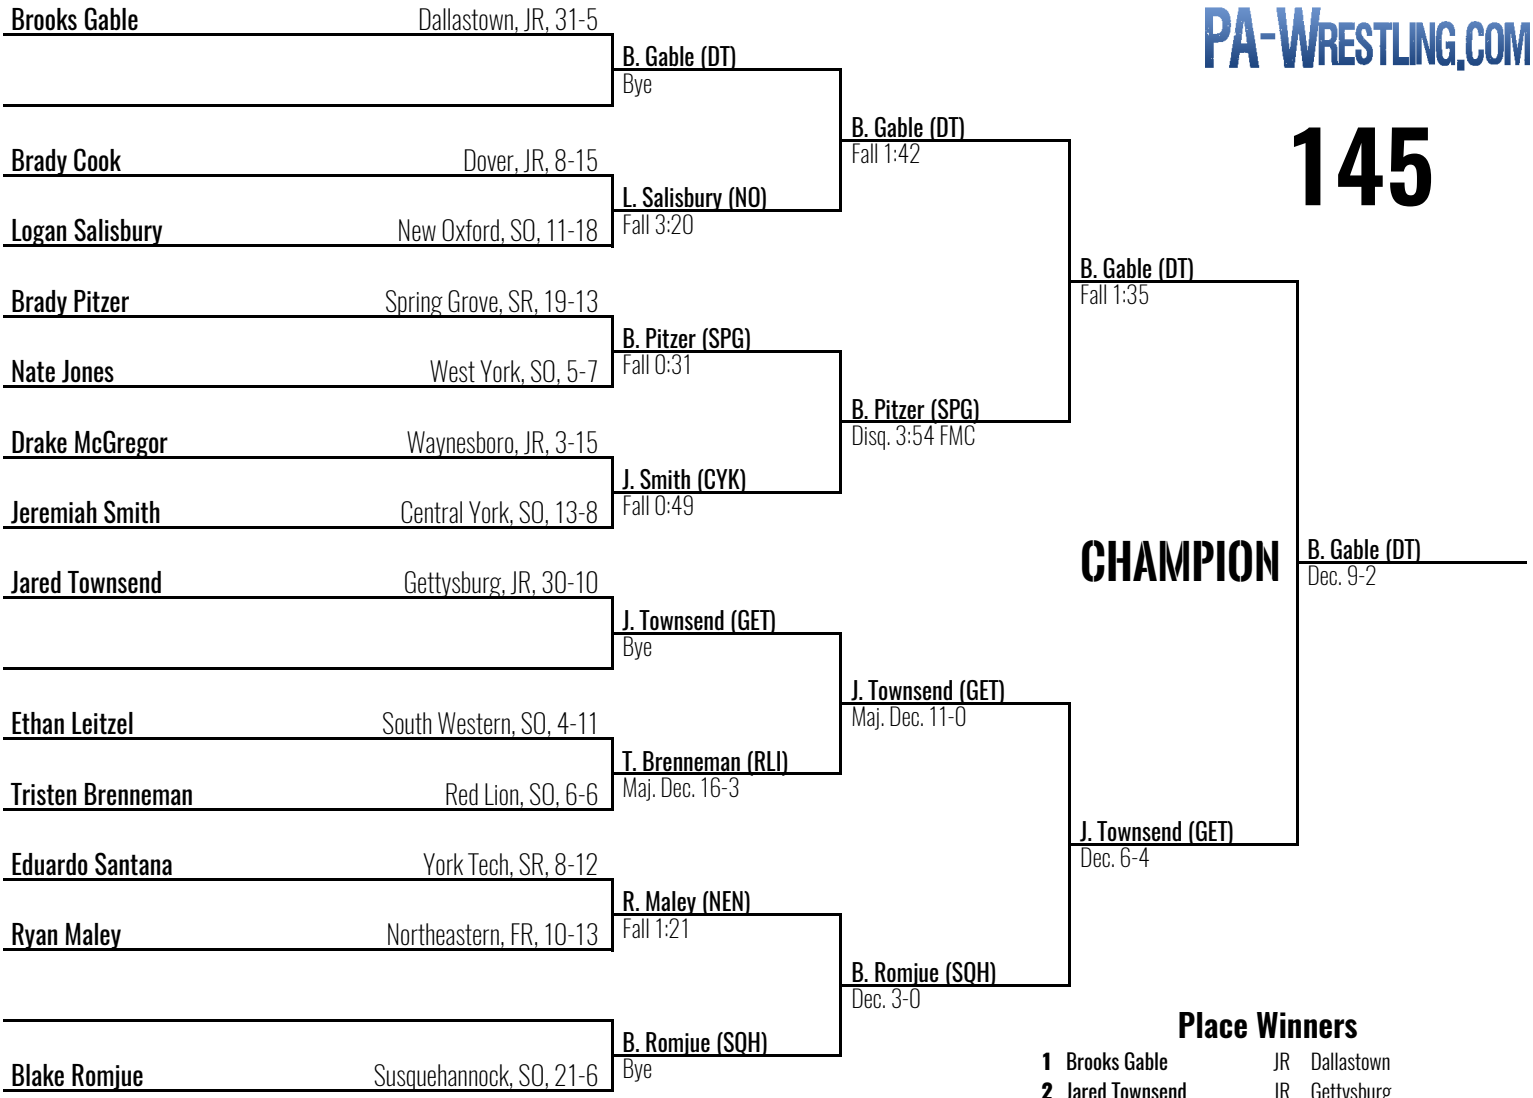 Brooks Gable Dallastown, JR, 31-5
B. Gable (DT)
Bye
PA-WRESTLING.COM
145
B. Gable (DT)
Fall 1:42
Brady Cook Dover, JR, 8-15
L. Salisbury (NO)
Fall 3:20
Logan Salisbury New Oxford, SO, 11-18
B. Gable (DT)
Fall 1:35
Brady Pitzer Spring Grove, SR, 19-13
B. Pitzer (SPG)
Fall 0:31
Nate Jones West York, SO, 5-7
B. Pitzer (SPG)
Disq. 3:54 FMC
Drake McGregor Waynesboro, JR, 3-15
J. Smith (CYK)
Fall 0:49
Jeremiah Smith Central York, SO, 13-8
CHAMPION B. Gable (DT)
Dec. 9-2
Jared Townsend Gettysburg, JR, 30-10
J. Townsend (GET)
Bye
J. Townsend (GET)
Maj. Dec. 11-0
Ethan Leitzel South Western, SO, 4-11
T. Brenneman (RLI)
Maj. Dec. 16-3
Tristen Brenneman Red Lion, SO, 6-6
J. Townsend (GET)
Dec. 6-4
Eduardo Santana York Tech, SR, 8-12
R. Maley (NEN)
Fall 1:21
Ryan Maley Northeastern, FR, 10-13
B. Romjue (SQH)
Dec. 3-0
B. Romjue (SQH)
Bye
Blake Romjue Susquehannock, SO, 21-6
Place Winners
1 Brooks Gable JR Dallastown
2 Jared Townsend JR Gettysburg